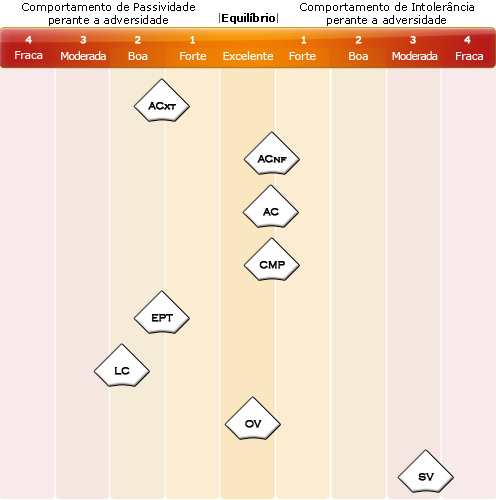 Comportamento de Passividade
perante a adversidade
|Equilíbrio|
Comportamento de Intolerância
perante a adversidade
4 3 2 1 1 2 3 4
Fraca Moderada Boa Forte Excelente Forte Boa Moderada Fraca
ACXT
ACNF
AC
CMP
EPT
LC
OV
SV